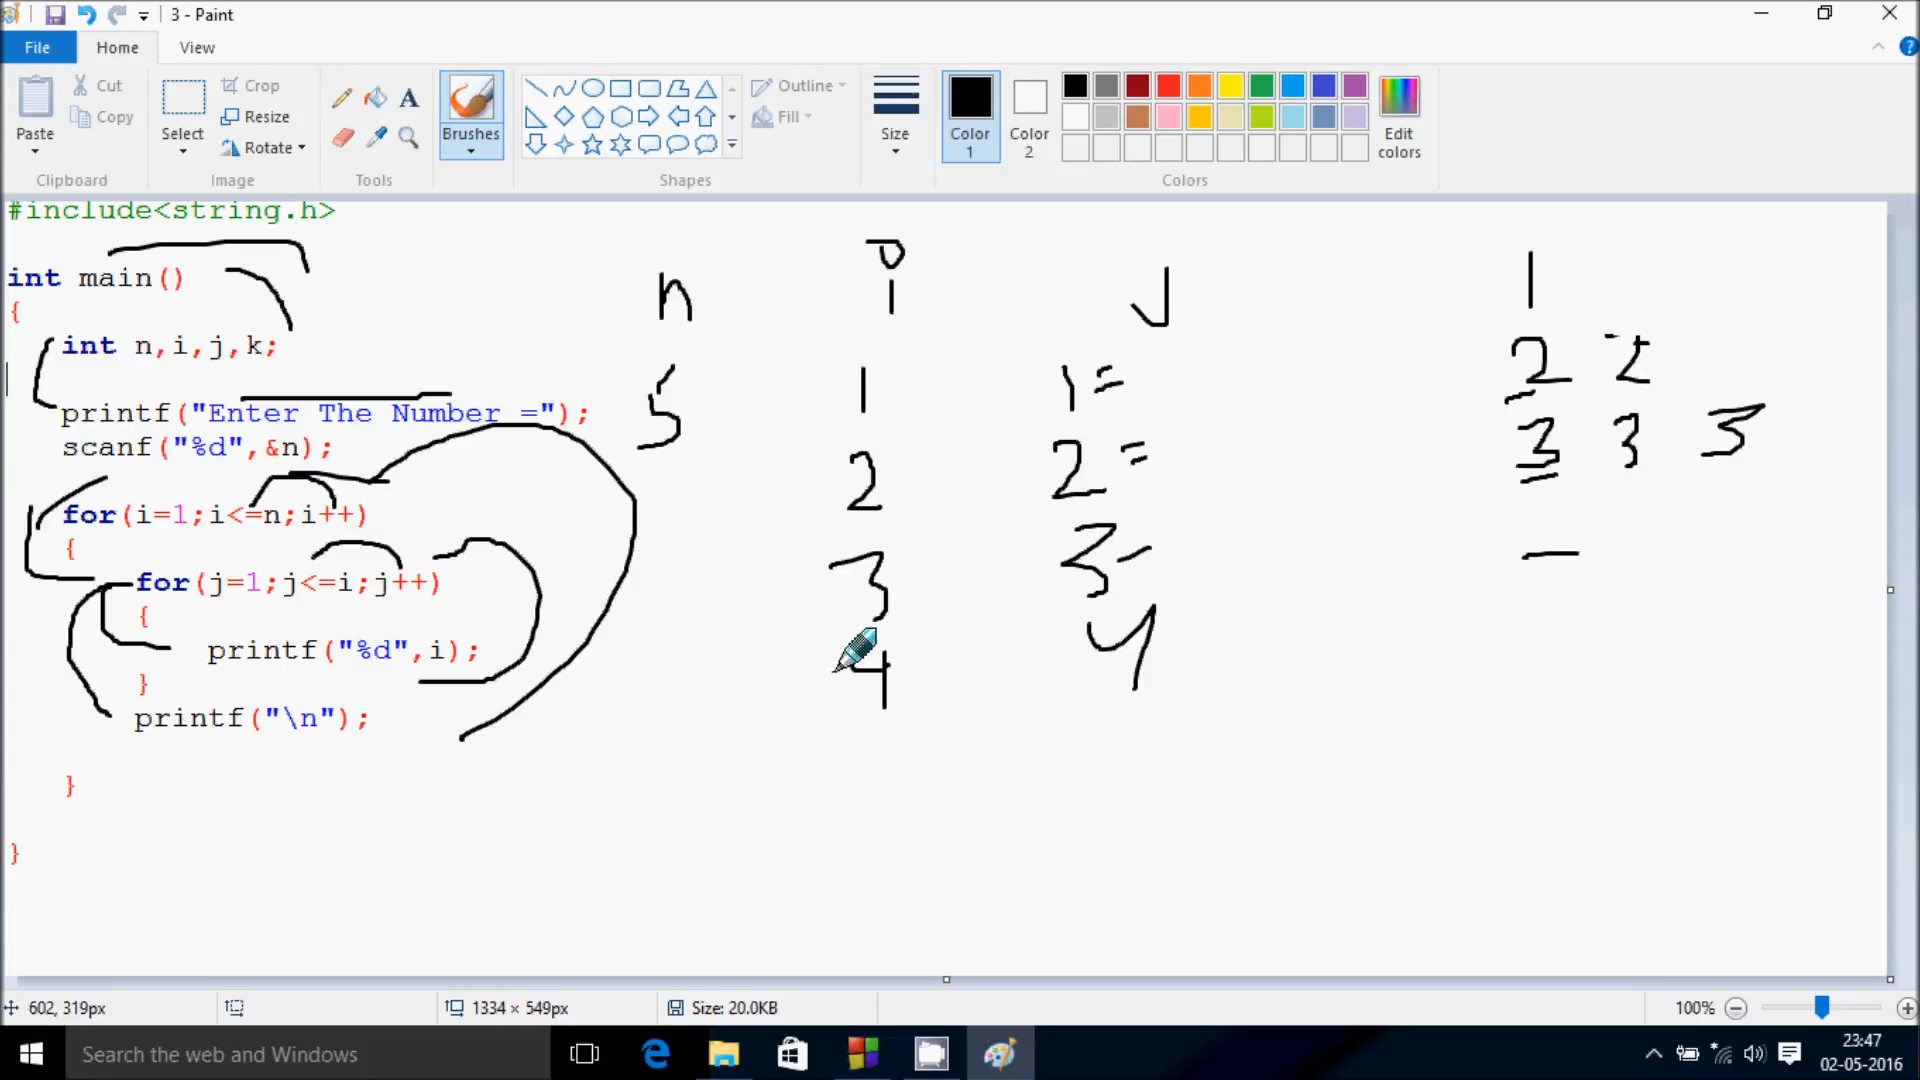 3 - Paint
File Home View
Paste
Cut
Copy
Clipboard
Select
Crop
Resize
Rotate
Image
Tools
Brushes
Shapes
Outline
Fill
Size
Color 1
Color 2
Edit colors
Colors
#include<string.h>
int main()
{
int n,i,j,k;
printf("Enter The Number =");
scanf("%d",&n);
for(i=1;i<=n;i++)
{
for(j=1;j<=i;j++)
{
printf("%d",i);
}
printf("\n");
}
}
n i j
5 1 1=
2 2=
3 3-
4 4
1
2 2
3 3 3
602, 319px
1334 × 549px
Size: 20.0KB
100%
Search the web and Windows
23:47
02-05-2016